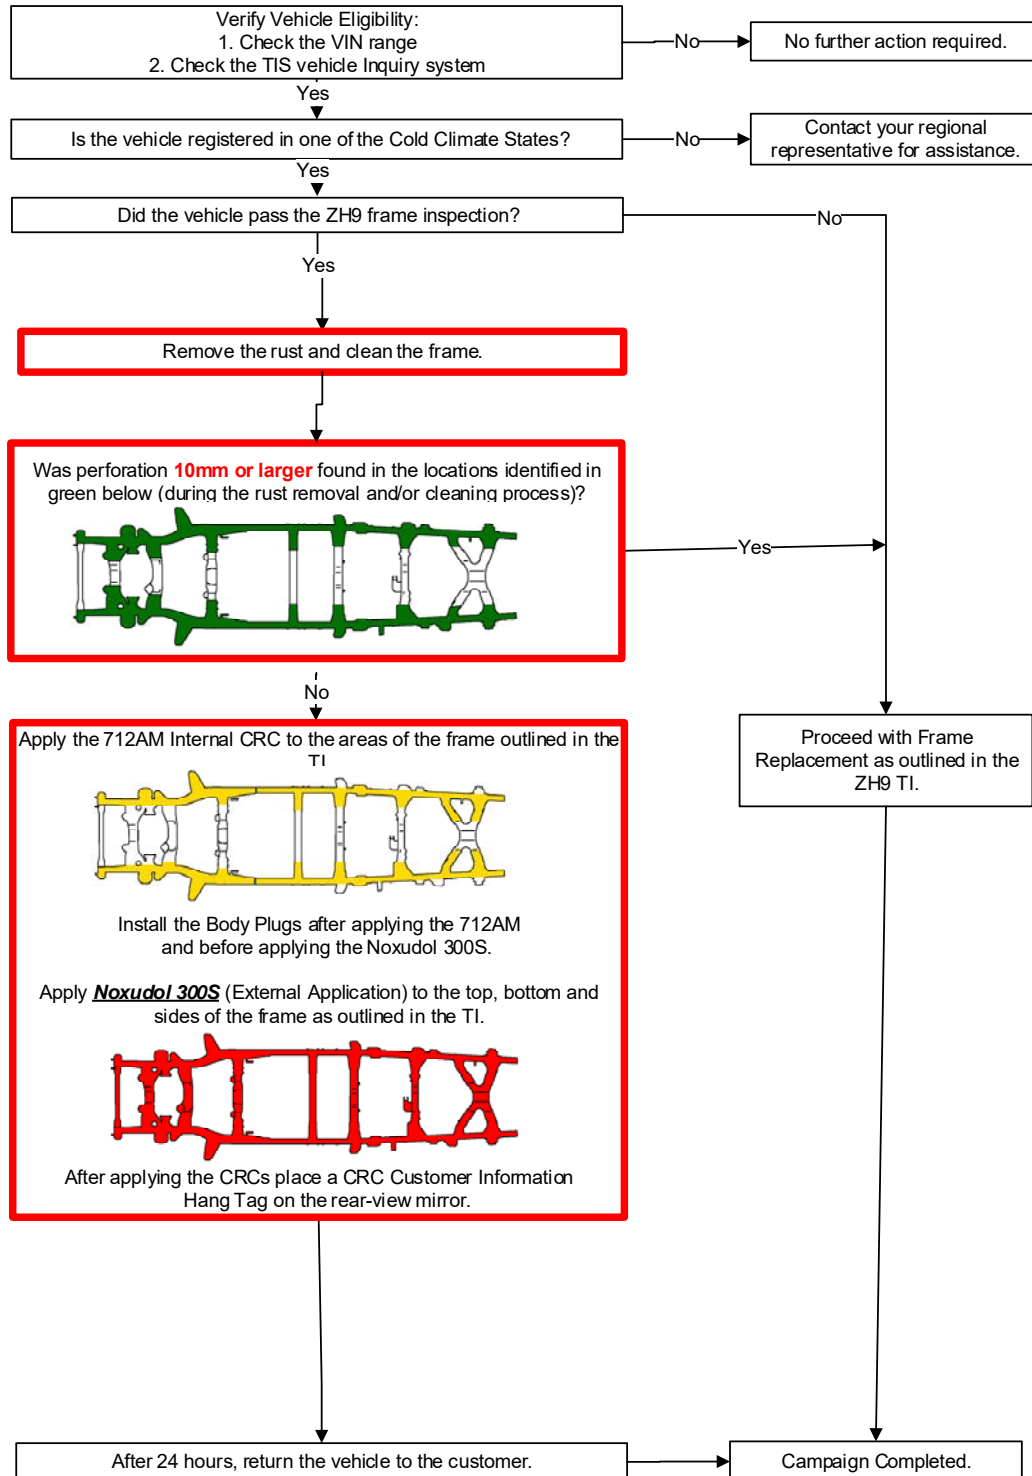 Verify Vehicle Eligibility:
1. Check the VIN range
2. Check the TIS vehicle Inquiry system
No
No further action required.
Yes
Is the vehicle registered in one of the Cold Climate States?
No
Contact your regional
representative for assistance.
Yes
Did the vehicle pass the ZH9 frame inspection?
No
Yes
Remove the rust and clean the frame.
Was perforation 10mm or larger found in the locations identified in
green below (during the rust removal and/or cleaning process)?
Yes
No
Apply the 712AM Internal CRC to the areas of the frame outlined in the
TI
Install the Body Plugs after applying the 712AM
and before applying the Noxudol 300S.
Apply Noxudol 300S (External Application) to the top, bottom and
sides of the frame as outlined in the TI.
After applying the CRCs place a CRC Customer Information
Hang Tag on the rear-view mirror.
Proceed with Frame
Replacement as outlined in the
ZH9 TI.
After 24 hours, return the vehicle to the customer.
Campaign Completed.